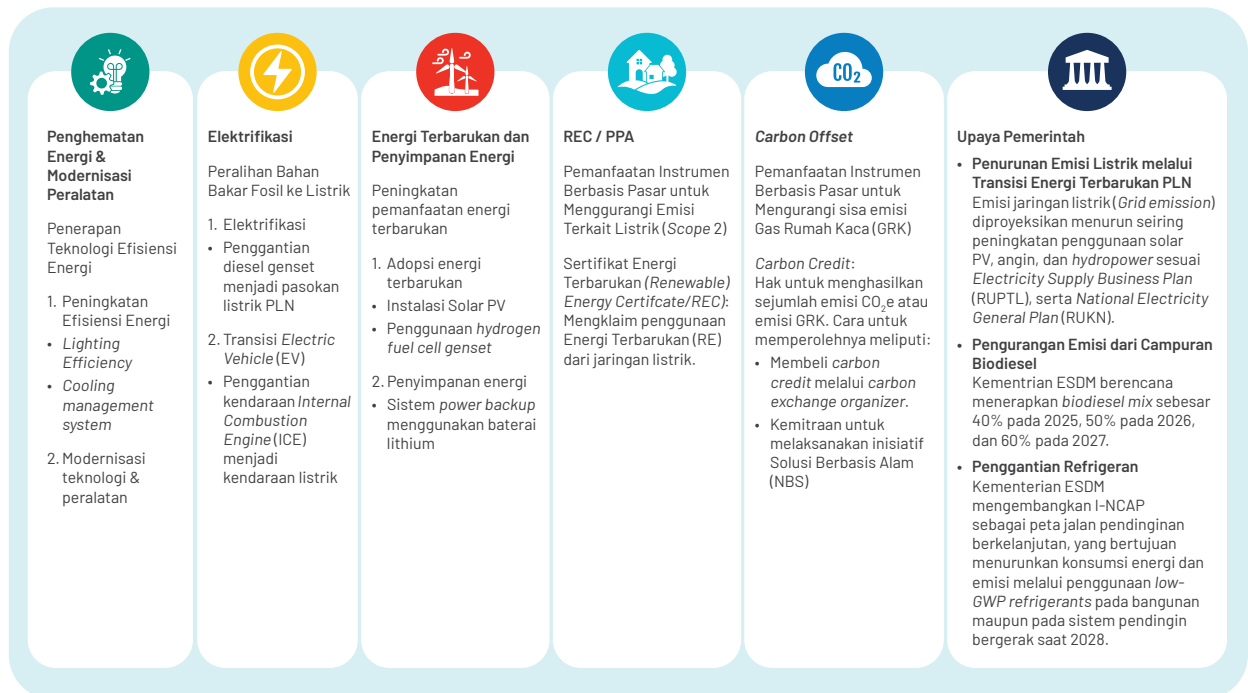 CO₂
Penghematan
Energi &
Modernisasi
Peralatan
Penerapan
Teknologi Efisiensi
Energi
1. Peningkatan
Efisiensi Energi
• Lighting
Efficiency
• Cooling
management
system
2. Modernisasi
teknologi &
peralatan
Elektrifikasi
Peralihan Bahan
Bakar Fosil ke Listrik
1. Elektrifikasi
• Penggantian
diesel genset
menjadi pasokan
listrik PLN
2. Transisi Electric
Vehicle (EV)
• Penggantian
kendaraan Internal
Combustion
Engine (ICE)
menjadi
kendaraan listrik
Energi Terbarukan dan
Penyimpanan Energi
Peningkatan
pemanfaatan energi
terbarukan
1. Adopsi energi
terbarukan
• Instalasi Solar PV
• Penggunaan hydrogen
fuel cell genset
2. Penyimpanan energi
• Sistem power backup
menggunakan baterai
lithium
REC / PPA
Pemanfaatan Instrumen
Berbasis Pasar untuk
Menggurangi Emisi
Terkait Listrik (Scope 2)
Sertifikat Energi
Terbarukan (Renewable)
Energy Certifcate/REC):
Mengklaim penggunaan
Energi Terbarukan (RE)
dari jaringan listrik.
Carbon Offset
Pemanfaatan Instrumen
Berbasis Pasar untuk
Mengurangi sisa emisi
Gas Rumah Kaca (GRK)
Carbon Credit:
Hak untuk menghasilkan
sejumlah emisi CO₂e atau
emisi GRK. Cara untuk
memperolehnya meliputi:
• Membeli carbon
credit melalui carbon
exchange organizer.
• Kemitraan untuk
melaksanakan inisiatif
Solusi Berbasis Alam
(NBS)
Upaya Pemerintah
• Penurunan Emisi Listrik melalui
Transisi Energi Terbarukan PLN
Emisi jaringan listrik (Grid emission)
diproyeksikan menurun seiring
peningkatan penggunaan solar
PV, angin, dan hydropower sesuai
Electricity Supply Business Plan
(RUPTL), serta National Electricity
General Plan (RUKN).
• Pengurangan Emisi dari Campuran
Biodiesel
Kementrian ESDM berencana
menerapkan biodiesel mix sebesar
40% pada 2025, 50% pada 2026,
dan 60% pada 2027.
• Penggantian Refrigeran
Kementerian ESDM
mengembangkan I-NCAP
sebagai peta jalan pendinginan
berkelanjutan, yang bertujuan
menurunkan konsumsi energi dan
emisi melalui penggunaan low-
GWP refrigerants pada bangunan
maupun pada sistem pendingin
bergerak saat 2028.